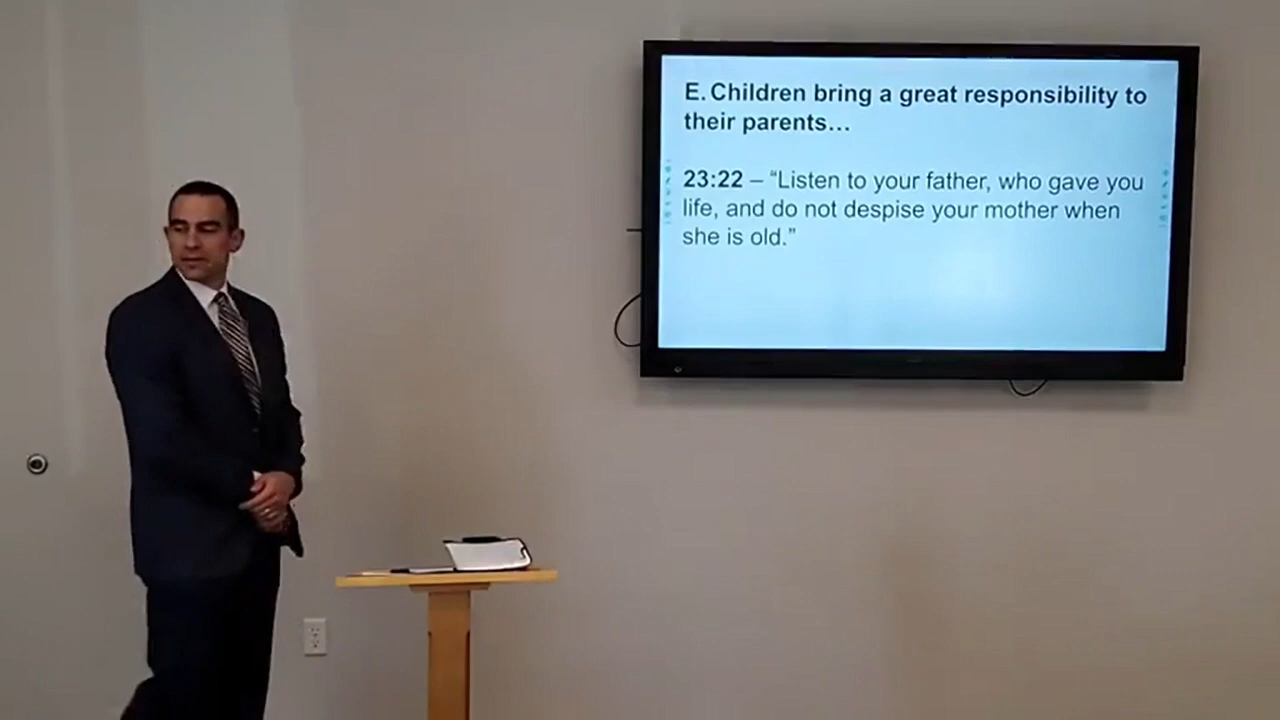 E. Children bring a great responsibility to
their parents…
23:22 – “Listen to your father, who gave you
life, and do not despise your mother when
she is old.”